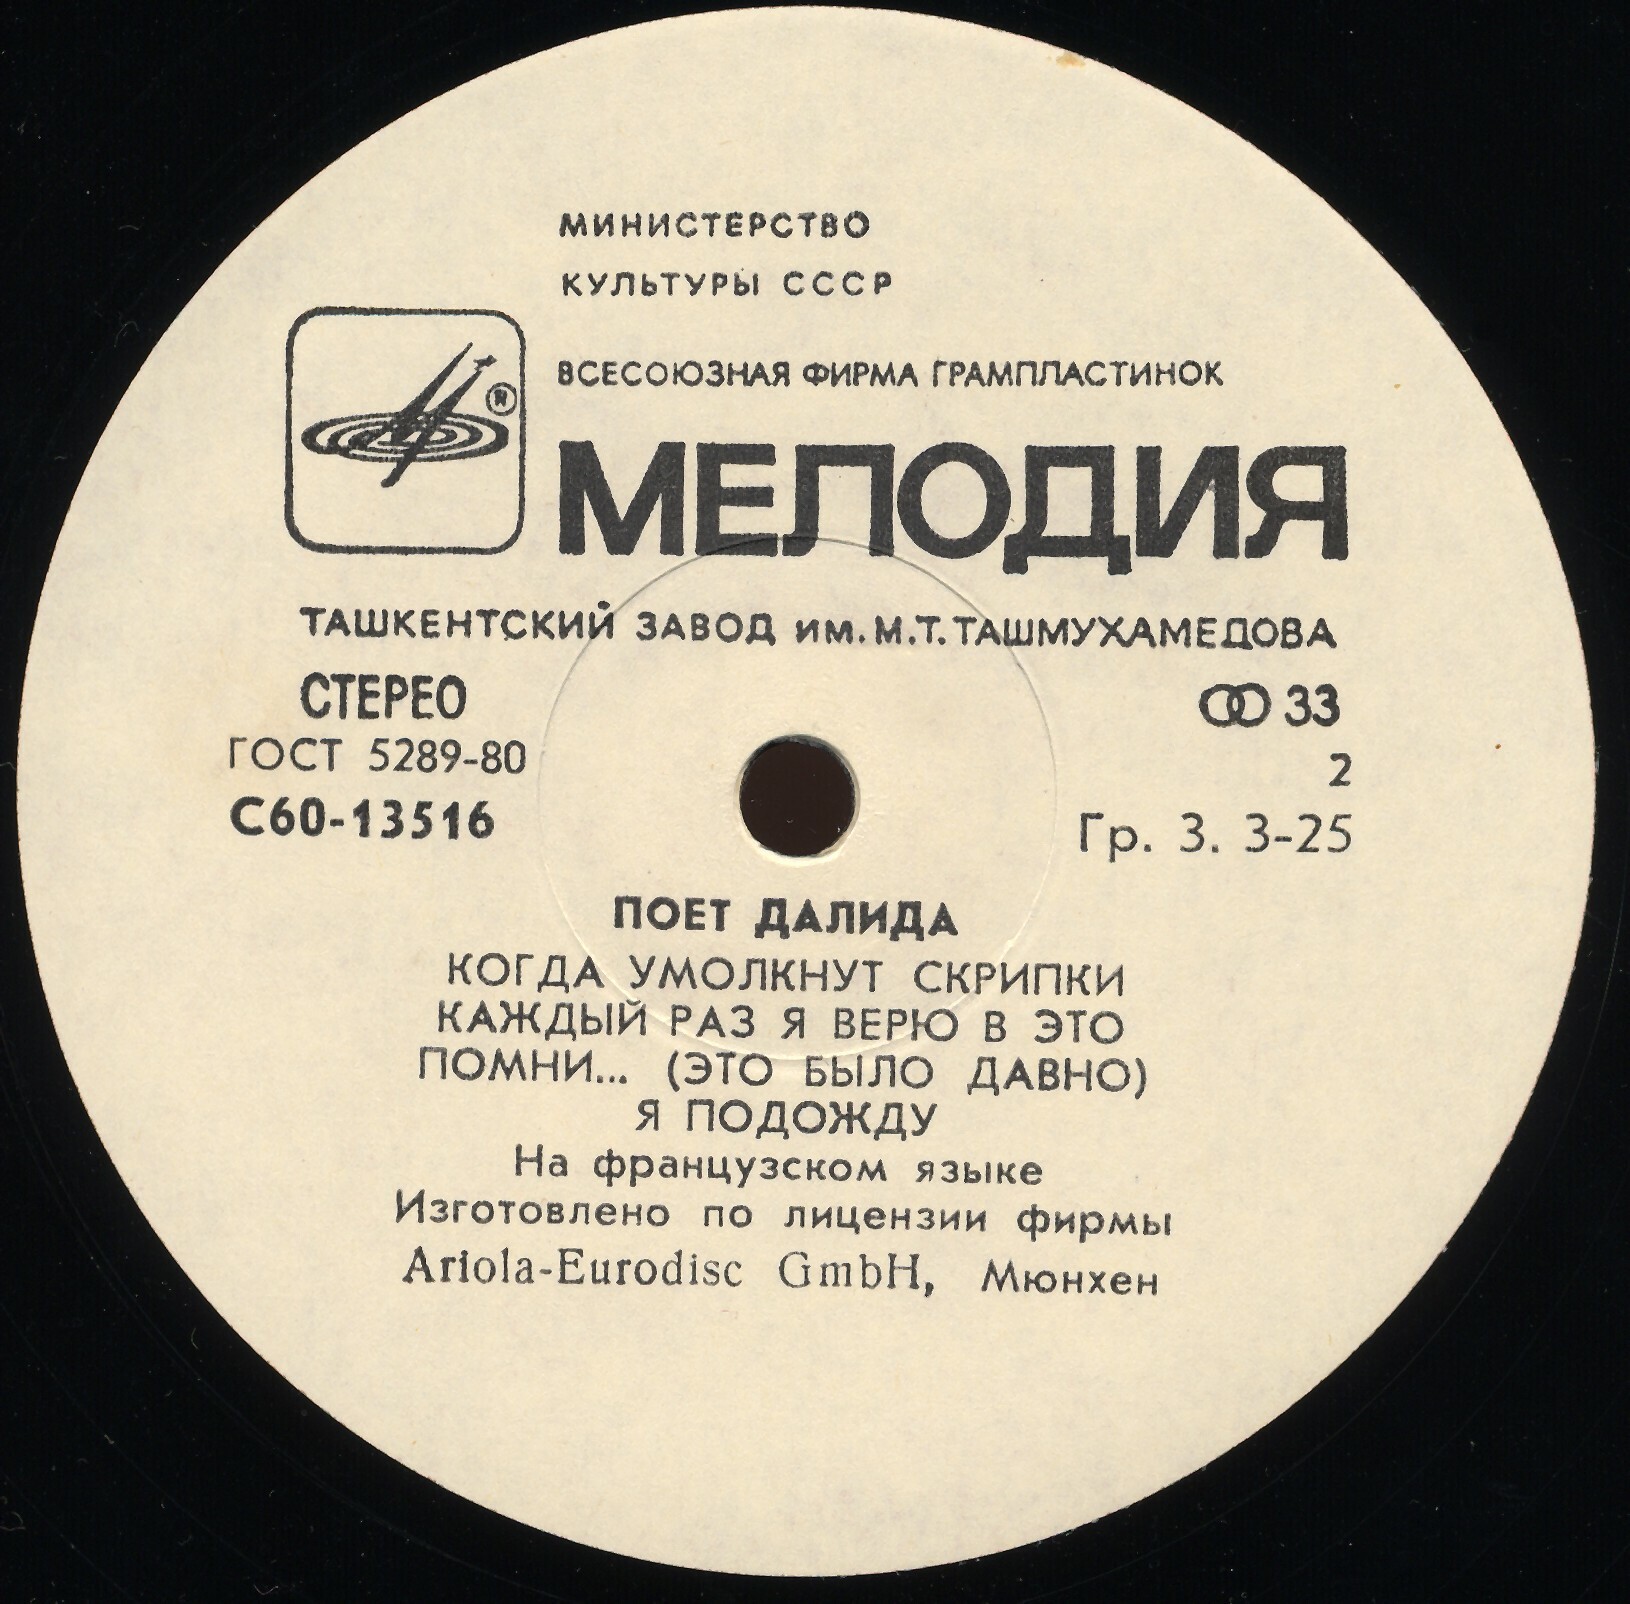 МИНИСТЕРСТВО
КУЛЬТУРЫ СССР
ВСЕСОЮЗНАЯ ФИРМА ГРАМПЛАСТИНОК
®
МЕЛОДИЯ
ТАШКЕНТСКИЙ ЗАВОД ИМ. М.Т. ТАШМУХАМЕДОВА
СТЕРЕО
33
ГОСТ 5289-80
2
С60-13516
Гр. 3. 3-25
ПОЕТ ДАЛИДА
КОГДА УМОЛКНУТ СКРИПКИ
КАЖДЫЙ РАЗ Я ВЕРЮ В ЭТО
ПОМНИ... (ЭТО БЫЛО ДАВНО)
Я ПОДОЖДУ
На французском языке
Изготовлено по лицензии фирмы
Ariola-Eurodisc GmbH, Мюнхен